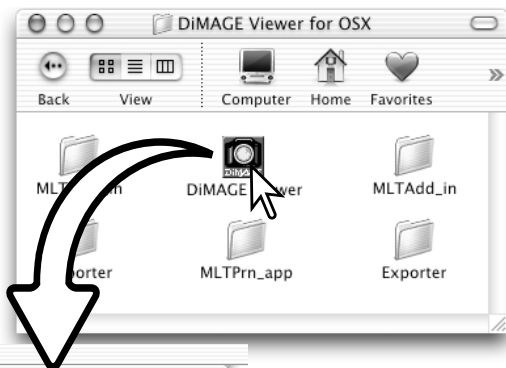 DiMAGE Viewer for OSX
Back View Computer Home Favorites
DiMAGE Viewer MLTAdd_in
MLTPrn_app Exporter